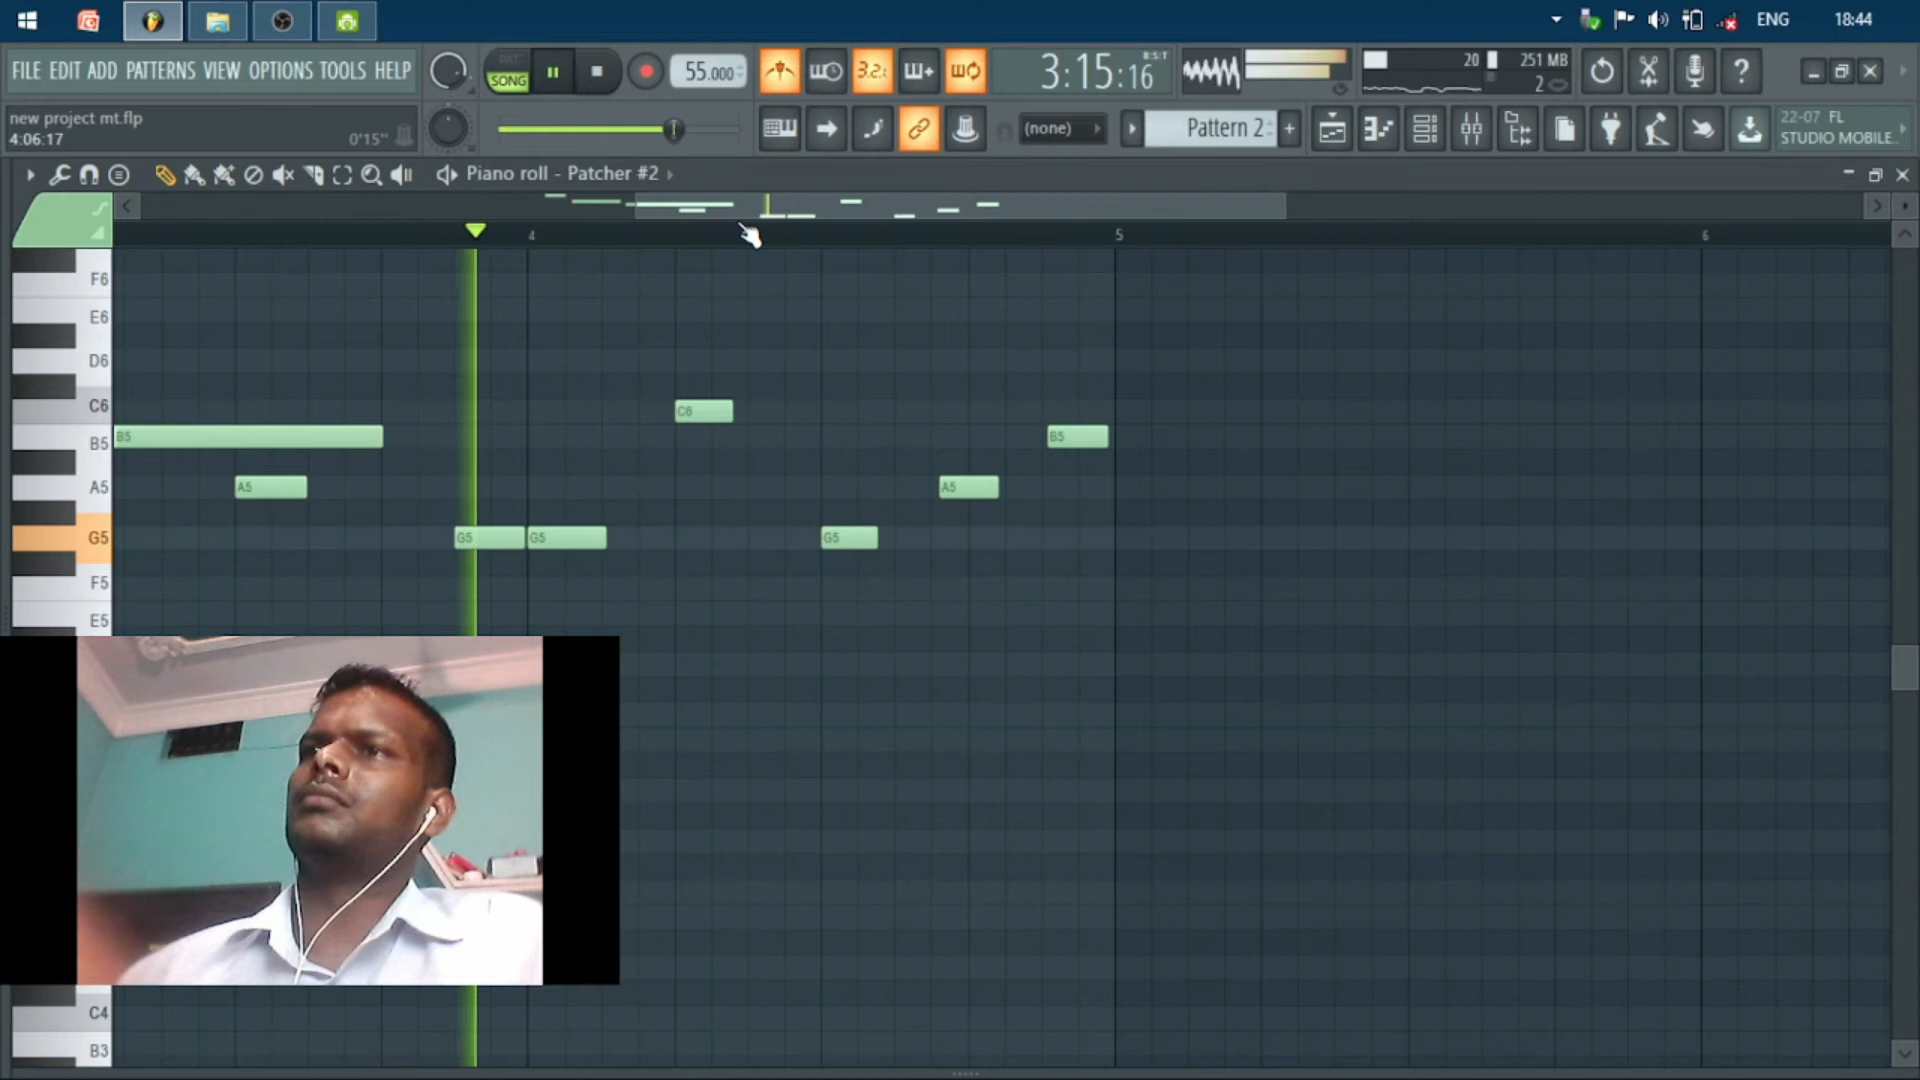 ENG 18:44
FILE EDIT ADD PATTERNS VIEW OPTIONS TOOLS HELP
PAT
SONG
55.000
3.2.
3:15:16
B:S:T
20
251 MB
2
new project mt.flp
4:06:17 0'15"
(none)
Pattern 2
22-07 FL
STUDIO MOBILE..
Piano roll - Patcher #2
4 5 6
F6
E6
D6
C6 C6
B5 B5 B5
A5 A5 A5
G5 G5 G5 G5
F5
E5
C4
B3